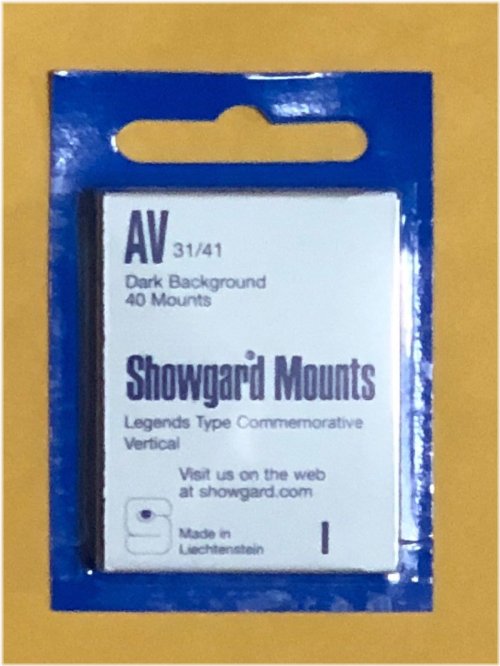 AV 31/41
Dark Background
40 Mounts
Showgard® Mounts
Legends Type Commemorative
Vertical
Visit us on the web
at showgard.com
Made in
Liechtenstein